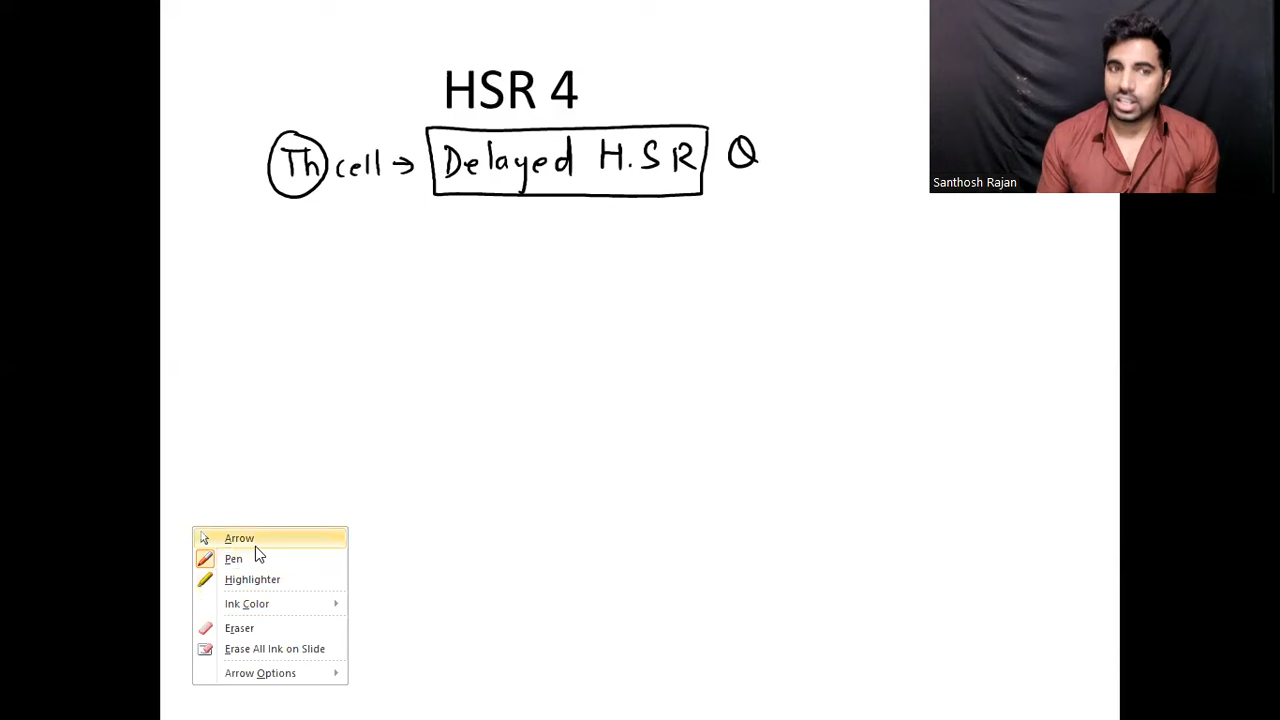 HSR 4
Th cell → Delayed H.S R Q
Santhosh Rajan
Arrow
Pen
Highlighter
Ink Color
Eraser
Erase All Ink on Slide
Arrow Options